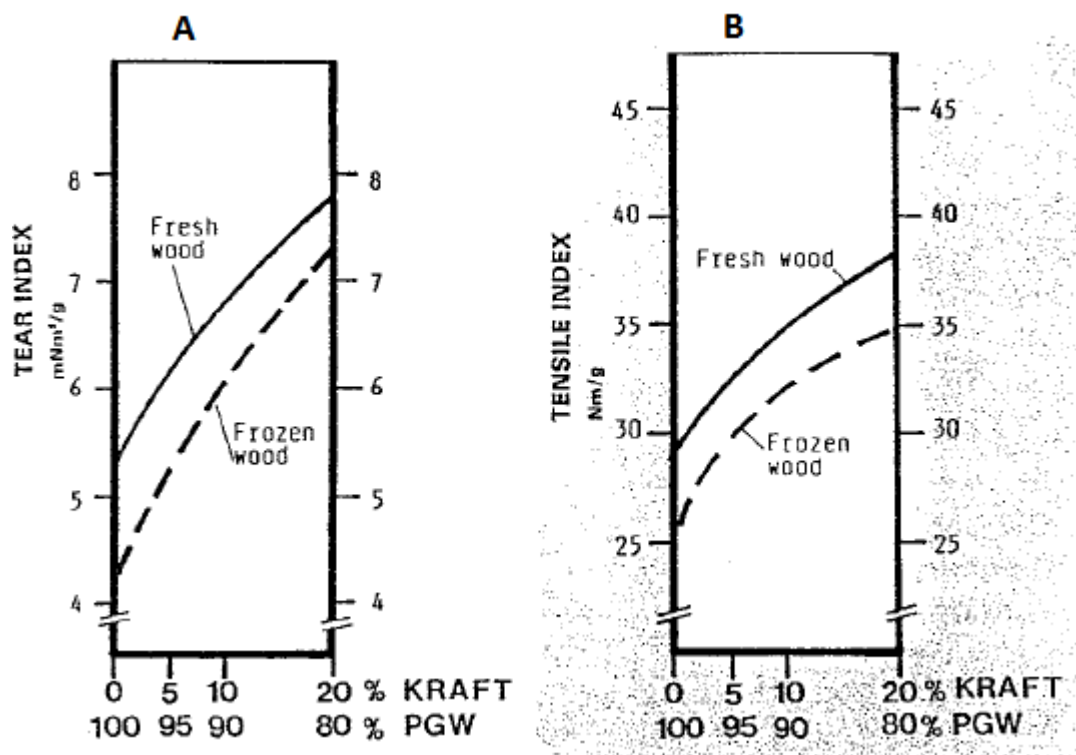 A
TEAR INDEX
mNm²/g
8
7
6
5
4
8
7
6
5
4
Fresh
wood
Frozen
wood
0 5 10 20 % KRAFT
100 95 90 80 % PGW
B
TENSILE INDEX
Nm/g
45
40
35
30
25
45
40
35
30
25
Fresh wood
Frozen
wood
0 5 10 20 % KRAFT
100 95 90 80 % PGW